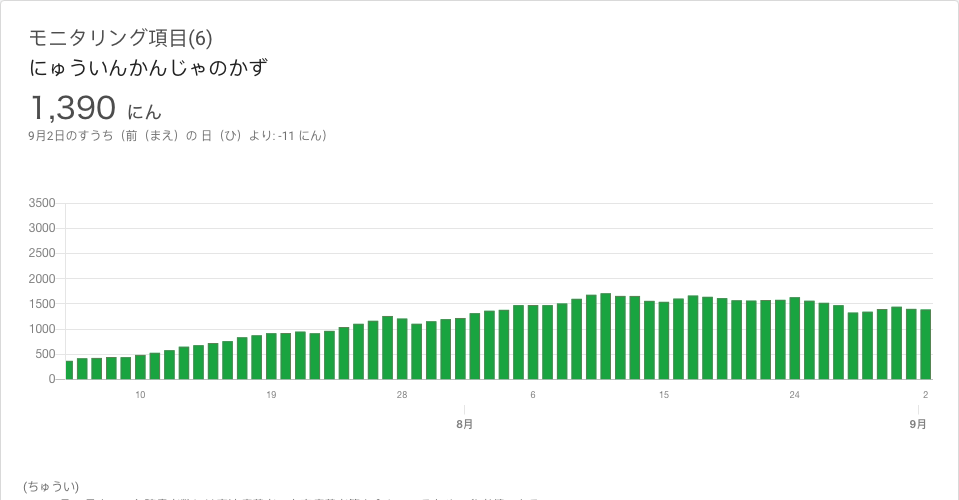 モニタリング項目(6)
にゅういんかんじゃのかず
1,390 にん
9月2日のすうち（前（まえ）の 日（ひ）より: -11 にん）
3500
3000
2500
2000
1500
1000
500
0
10 19 28 6 15 24 2
8月 9月
(ちゅうい)